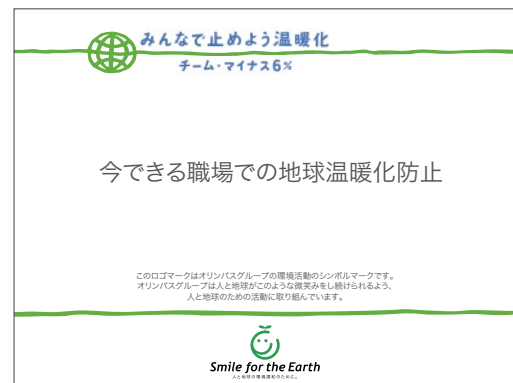 みんなで止めよう温暖化
チーム・マイナス6%
今できる職場での地球温暖化防止
このロゴマークはオリンパスグループの環境活動のシンボルマークです。
オリンパスグループは人と地球がこのような微笑みをし続けられるよう、
人と地球のための活動に取り組んでいます。
Smile for the Earth